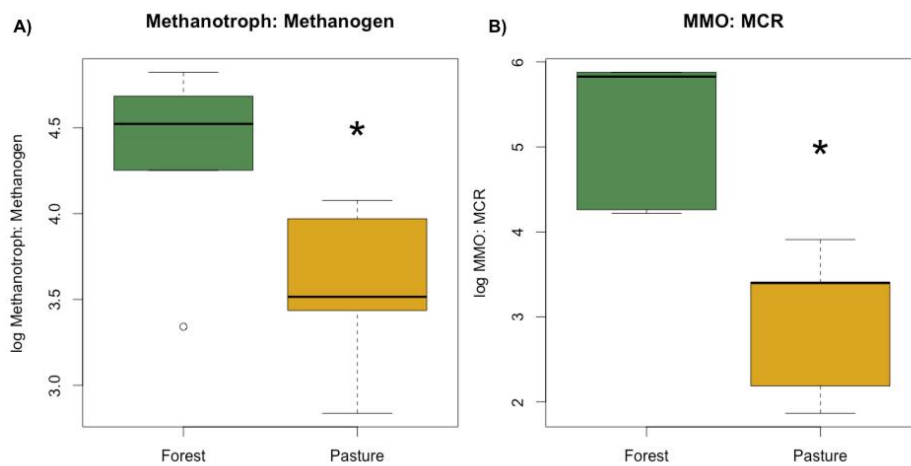 A)
Methanotroph: Methanogen
log Methanotroph: Methanogen
4.5
4.0
3.5
3.0
*
Forest
Pasture
B)
MMO: MCR
log MMO: MCR
6
5
4
3
2
*
Forest
Pasture